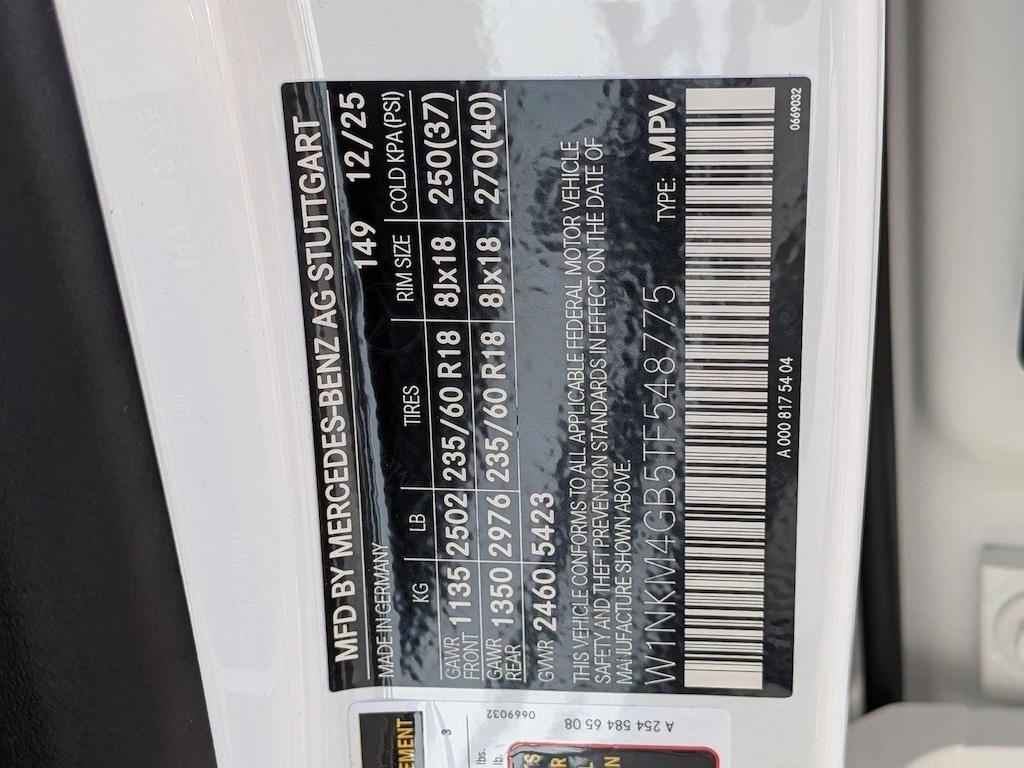 MFD BY MERCEDES-BENZ AG STUTTGART
MADE IN GERMANY 149 12/25
KG LB TIRES RIM SIZE COLD KPA (PSI)
GAWR FRONT 1135 2502 235/60 R18 8Jx18 250(37)
GAWR REAR 1350 2976 235/60 R18 8Jx18 270(40)
GVWR 2460 5423
THIS VEHICLE CONFORMS TO ALL APPLICABLE FEDERAL MOTOR VEHICLE
SAFETY AND THEFT PREVENTION STANDARDS IN EFFECT ON THE DATE OF
MANUFACTURE SHOWN ABOVE.
W1NKM4GB5TF548775 TYPE: MPV
A 000 817 54 04 0669032
EMENT
3
lbs.
lb.
0669032
A 254 584 65 08